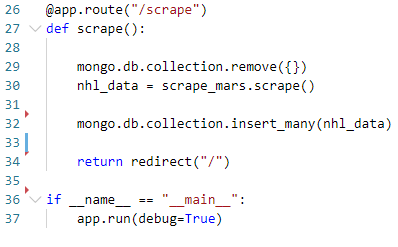 26 @app.route("/scrape")
27 def scrape():
28
29     mongo.db.collection.remove({})
30     nhl_data = scrape_mars.scrape()
31
32     mongo.db.collection.insert_many(nhl_data)
33
34     return redirect("/")
35
36 if __name__ == "__main__":
37     app.run(debug=True)